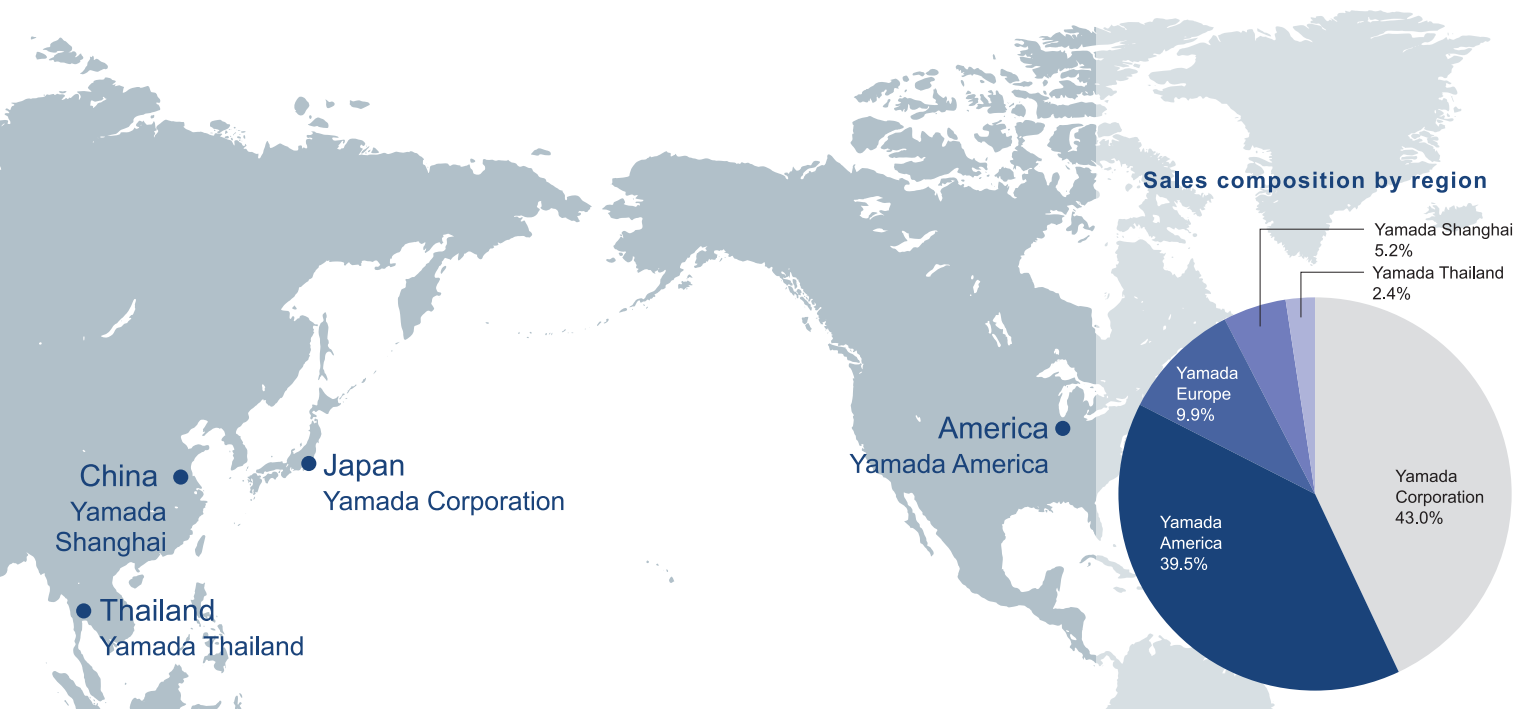 Sales composition by region
Yamada Shanghai
5.2%
Yamada Thailand
2.4%
Yamada
Europe
9.9%
Yamada
Corporation
43.0%
Yamada
America
39.5%
America
Yamada America
Japan
Yamada Corporation
China
Yamada
Shanghai
Thailand
Yamada Thailand